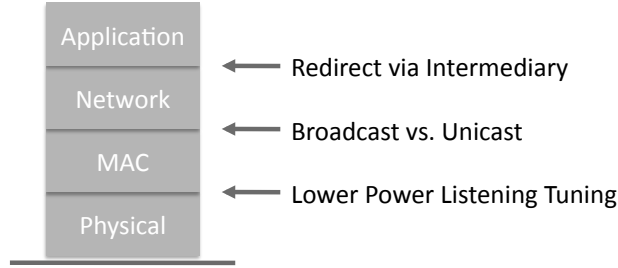 Application
Redirect via Intermediary
Network
Broadcast vs. Unicast
MAC
Lower Power Listening Tuning
Physical